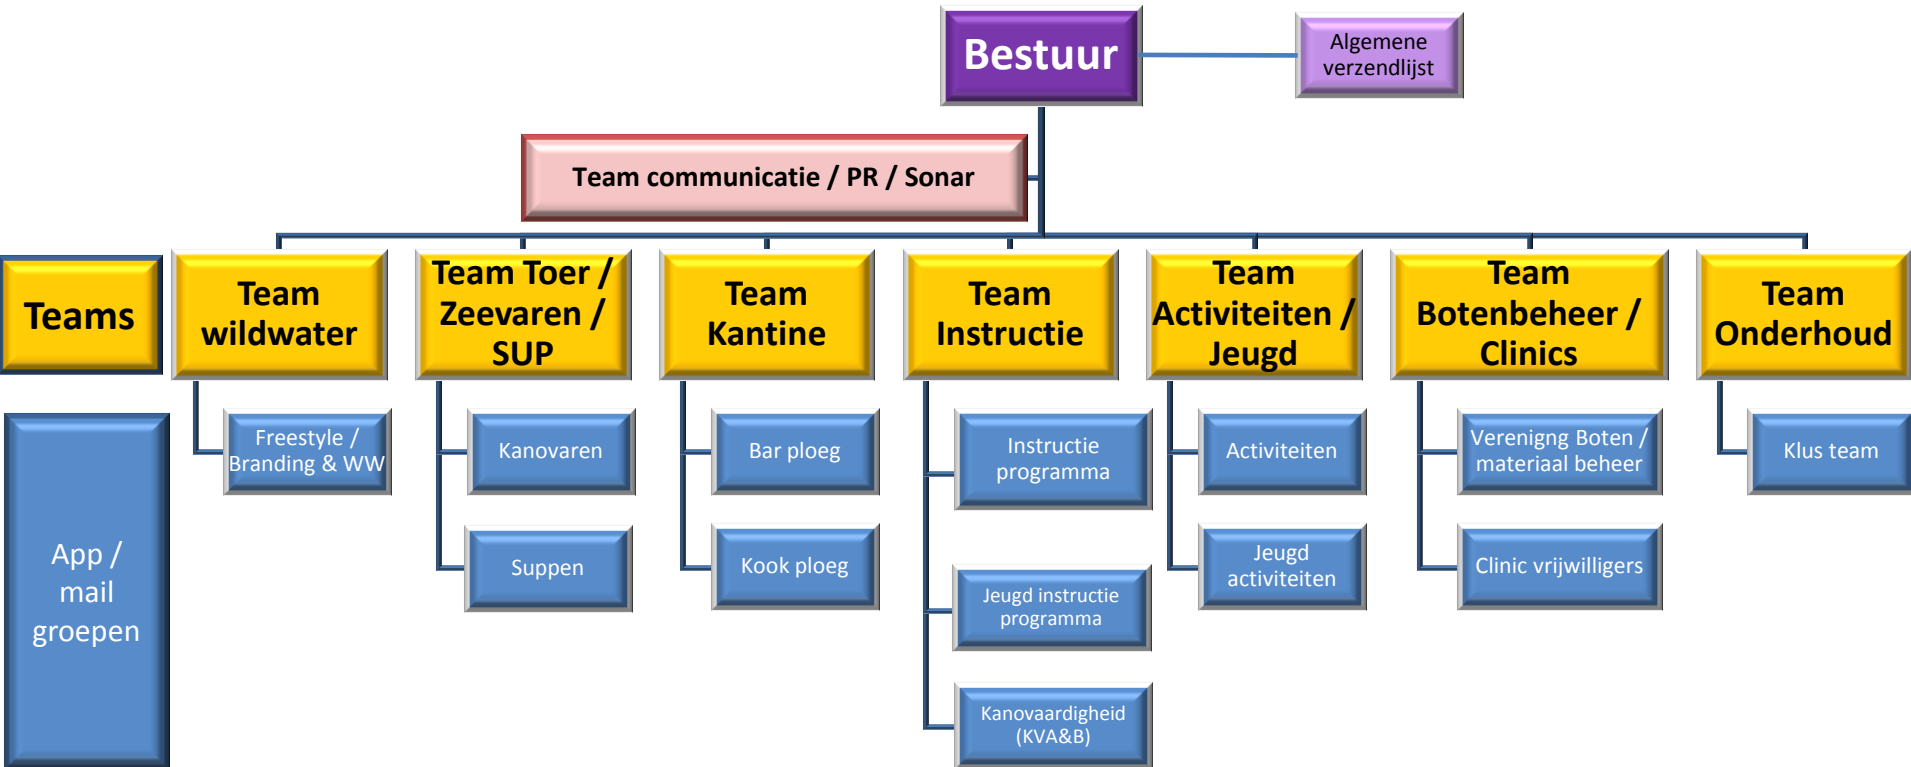 Bestuur
Algemene
verzendlijst
Team communicatie / PR / Sonar
Teams
Team
wildwater
Team Toer /
Zeevaren /
SUP
Team
Kantine
Team
Instructie
Team
Activiteiten /
Jeugd
Team
Botenbeheer /
Clinics
Team
Onderhoud
App /
mail
groepen
Freestyle /
Branding & WW
Kanovaren
Suppen
Bar ploeg
Kook ploeg
Instructie
programma
Jeugd instructie
programma
Kanovaardigheid
(KVA&B)
Activiteiten
Jeugd
activiteiten
Verenigng Boten /
materiaal beheer
Clinic vrijwilligers
Klus team